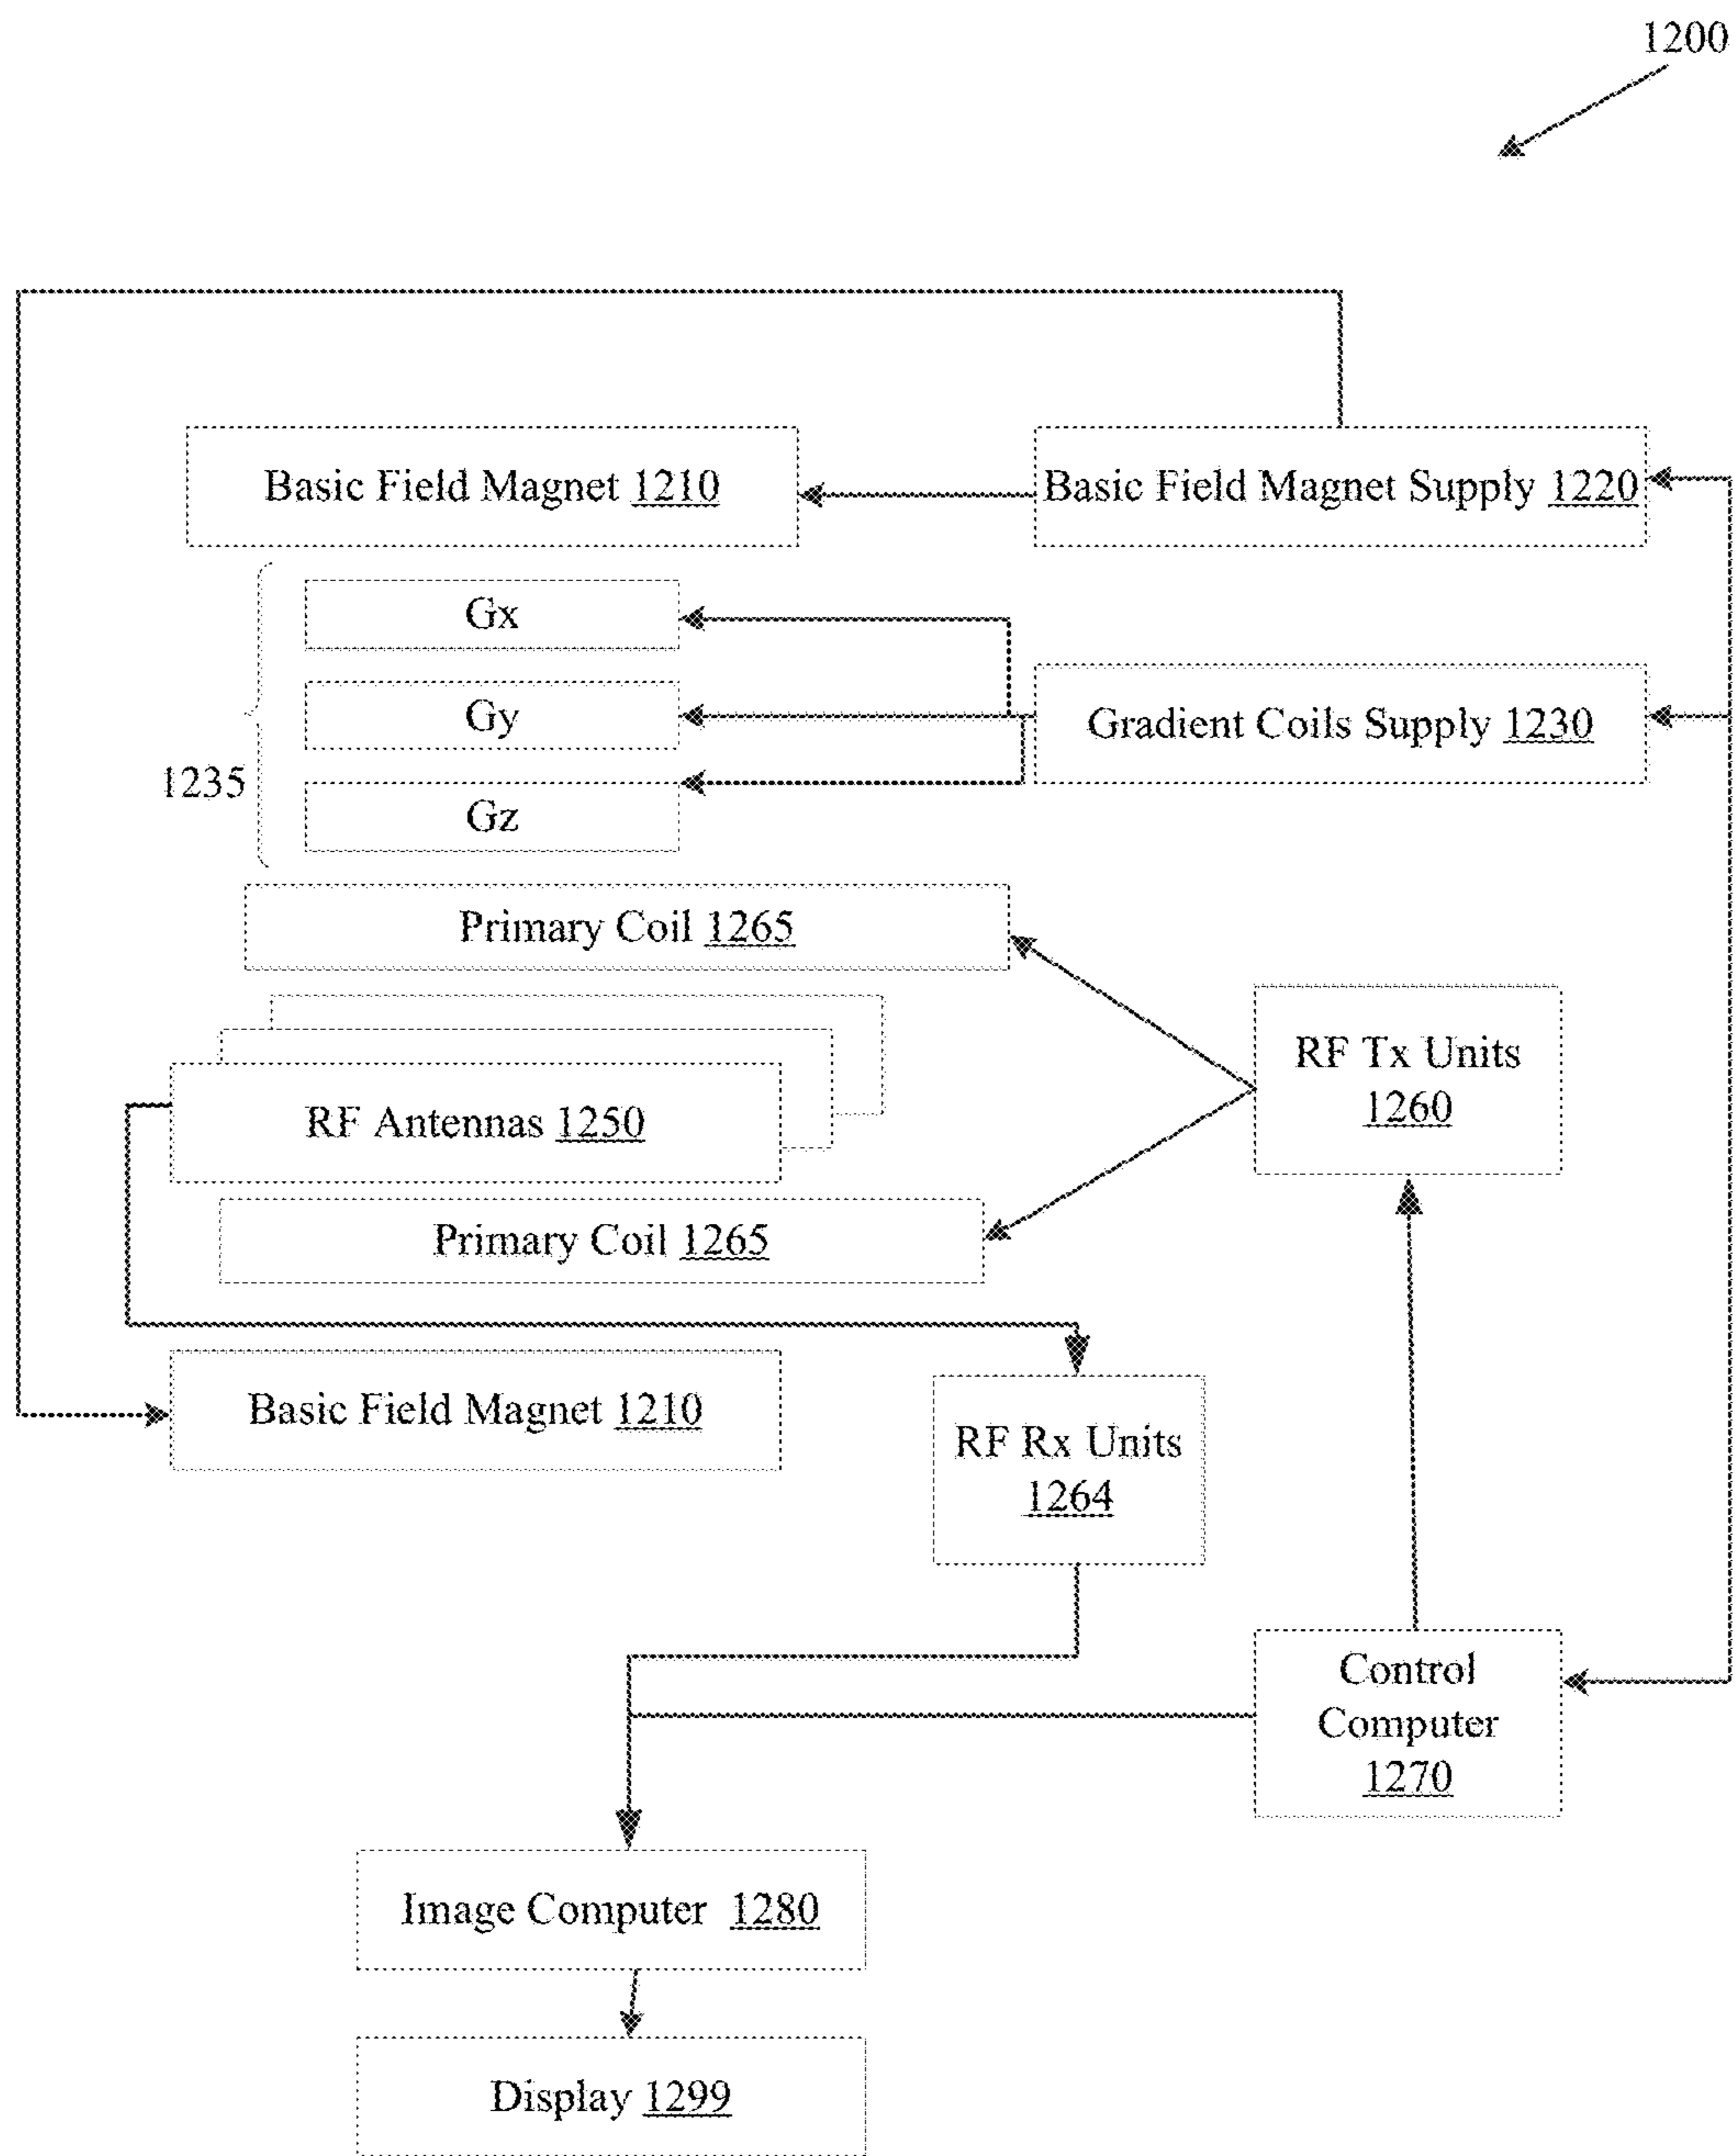 1200
Basic Field Magnet 1210
Basic Field Magnet Supply 1220
Gx
Gy
Gradient Coils Supply 1230
1235
Gz
Primary Coil 1265
RF Tx Units
1260
RF Antennas 1250
Primary Coil 1265
Basic Field Magnet 1210
RF Rx Units
1264
Control
Computer
1270
Image Computer 1280
Display 1299